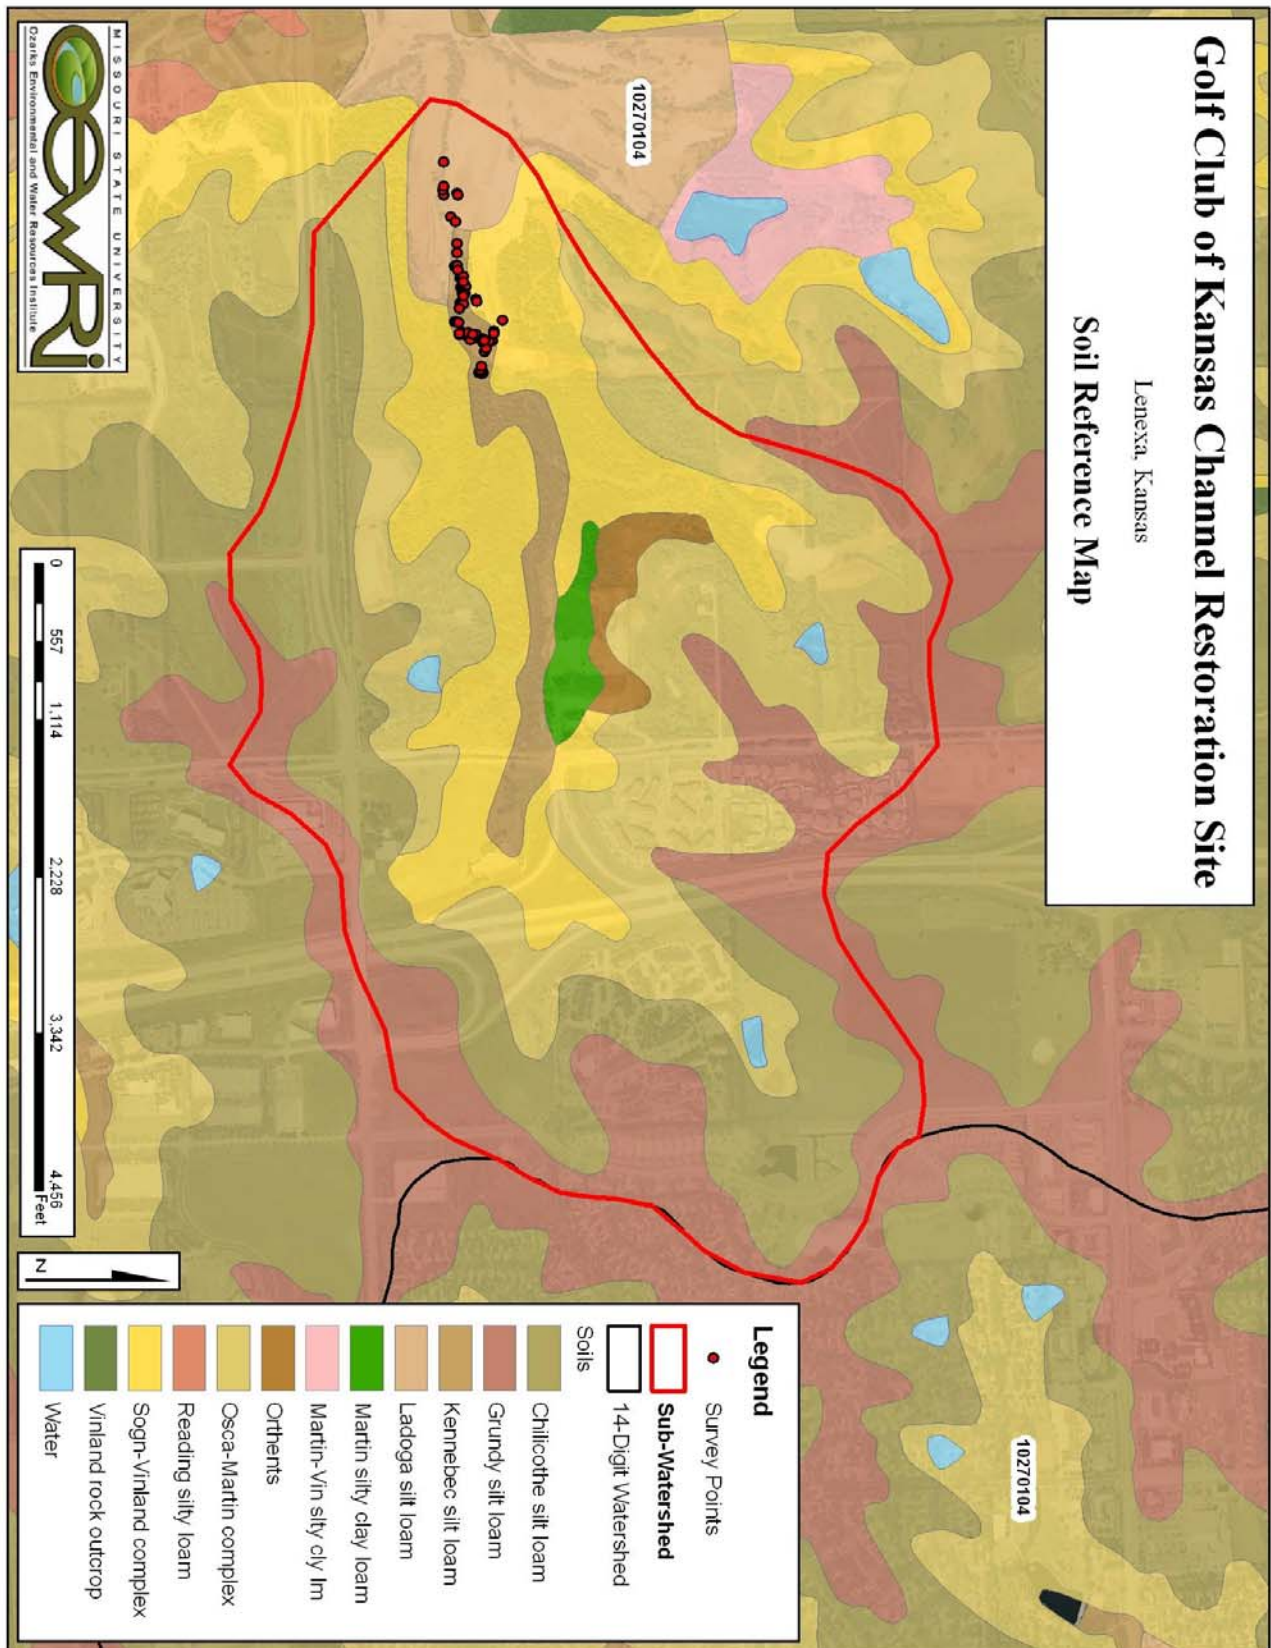 Golf Club of Kansas Channel Restoration Site
Lenexa, Kansas
Soil Reference Map
10270104
10270104
Legend
Survey Points
Sub-Watershed
14-Digit Watershed
Soils
Chilicothe silt loam
Grundy silt loam
Kennebec silt loam
Ladoga silt loam
Martin silty clay loam
Martin-Vin slty cly lm
Orthents
Osca-Martin complex
Reading silty loam
Sogn-Vinland complex
Vinland rock outcrop
Water
MISSOURI STATE UNIVERSITY
OEWRi
Ozarks Environmental and Water Resources Institute
0 557 1,114 2,228 3,342 4,456
Feet
N